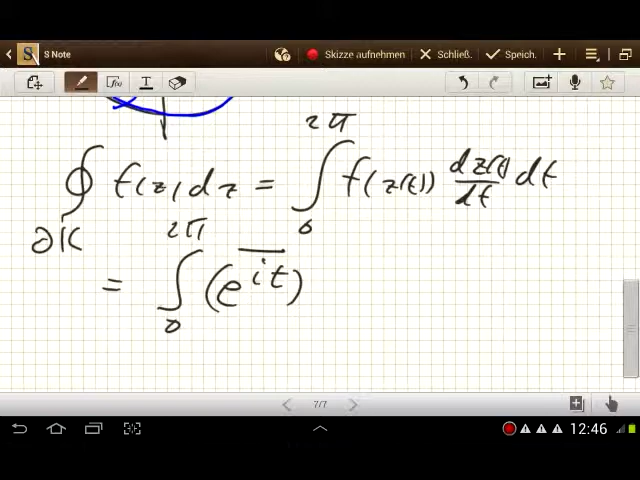 S Note
Skizze aufnehmen
Schließ.
Speich.
f(x)
T
2π
∮ f(z) dz = ∫ f(z(t)) dz(t)/dt dt
∂K
0
2π
= ∫ (e^{it})
0
7/7
12:46